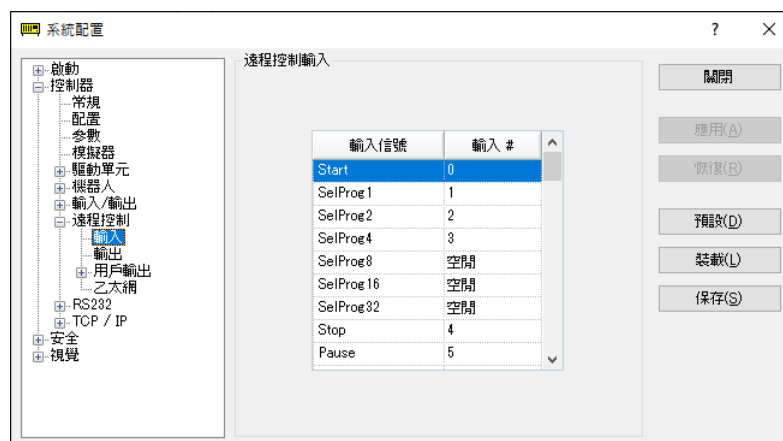 系統配置
?
×
啟動
控制器
常規
配置
參數
模擬器
驅動單元
機器人
輸入/輸出
遠程控制
輸入
輸出
用戶輸出
乙太網
RS232
TCP / IP
安全
視覺
遠程控制輸入
輸入信號 輸入 #
Start 0
SelProg1 1
SelProg2 2
SelProg4 3
SelProg8 空閒
SelProg16 空閒
SelProg32 空閒
Stop 4
Pause 5
關閉
應用(A)
恢復(R)
預設(D)
裝載(L)
保存(S)